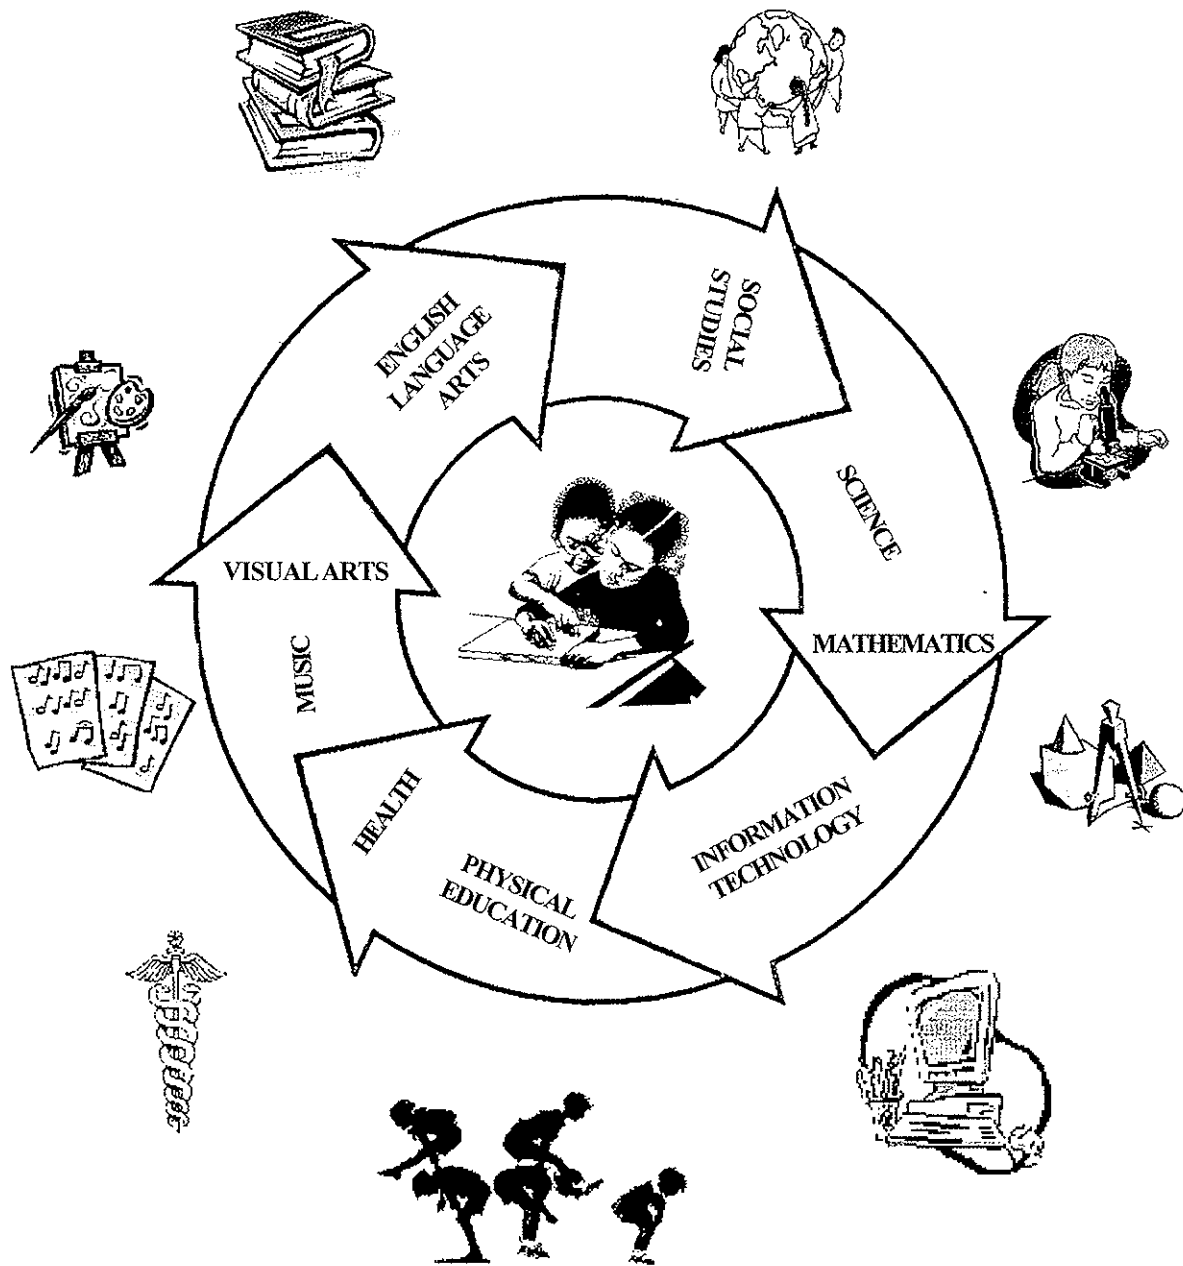 ENGLISH
LANGUAGE
ARTS
SOCIAL
STUDIES
SCIENCE
MATHEMATICS
INFORMATION
TECHNOLOGY
PHYSICAL
EDUCATION
HEALTH
MUSIC
VISUAL ARTS